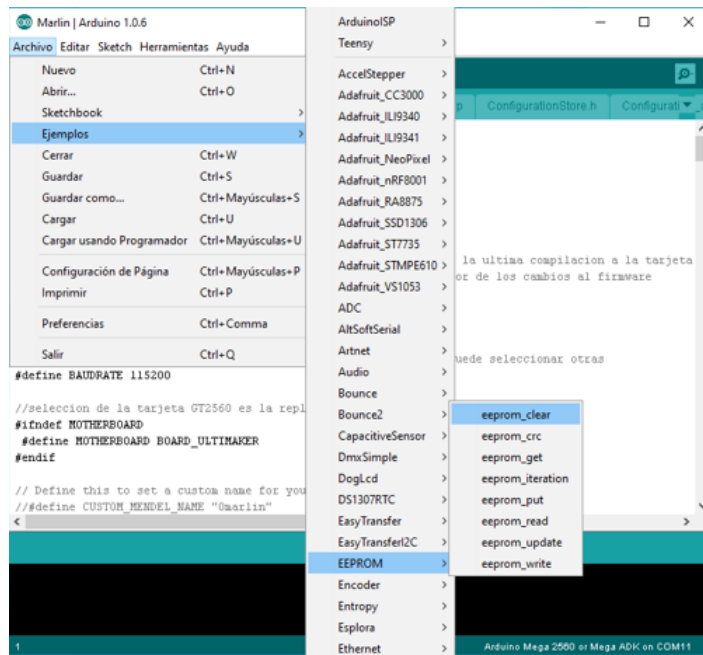 Marlin | Arduino 1.0.6
Archivo Editar Sketch Herramientas Ayuda
Nuevo Ctrl+N
Abrir... Ctrl+O
Sketchbook >
Ejemplos >
Cerrar Ctrl+W
Guardar Ctrl+S
Guardar como... Ctrl+Mayúsculas+S
Cargar Ctrl+U
Cargar usando Programador Ctrl+Mayúsculas+U
Configuración de Página Ctrl+Mayúsculas+P
Imprimir Ctrl+P
Preferencias Ctrl+Comma
Salir Ctrl+Q
ArduinoISP
Teensy >
AccelStepper >
Adafruit_CC3000 >
Adafruit_ILI9340 >
Adafruit_ILI9341 >
Adafruit_NeoPixel >
Adafruit_nRF8001 >
Adafruit_RA8875 >
Adafruit_SSD1306 >
Adafruit_ST7735 >
Adafruit_STMPE610 >
Adafruit_VS1053 >
ADC >
AltSoftSerial >
Artnet >
Audio >
Bounce >
Bounce2 >
CapacitiveSensor >
DmxSimple >
DogLcd >
DS1307RTC >
EasyTransfer >
EasyTransferI2C >
EEPROM >
Encoder >
Entropy >
Esplora >
Ethernet >
eeprom_clear
eeprom_crc
eeprom_get
eeprom_iteration
eeprom_put
eeprom_read
eeprom_update
eeprom_write
p ConfigurationStore.h Configurati
la ultima compilacion a la tarjeta
or de los cambios al firmware
uede seleccionar otras
#define BAUDRATE 115200
//seleccion de la tarjeta GT2560 es la repl
#ifndef MOTHERBOARD
#define MOTHERBOARD BOARD_ULTIMAKER
#endif
// Define this to set a custom name for you
//#define CUSTOM_MENDEL_NAME "Omarlin"
1 Arduino Mega 2560 or Mega ADK on COM11